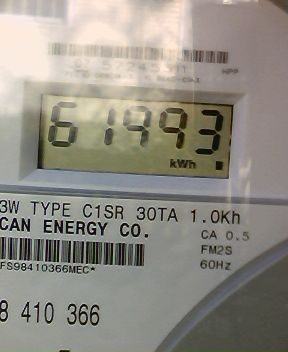 61993
kWh
3W TYPE C1SR 30TA 1.0Kh
CAN ENERGY CO.
CA 0.5
FM2S
60Hz
FS98410366MEC*
8 410 366